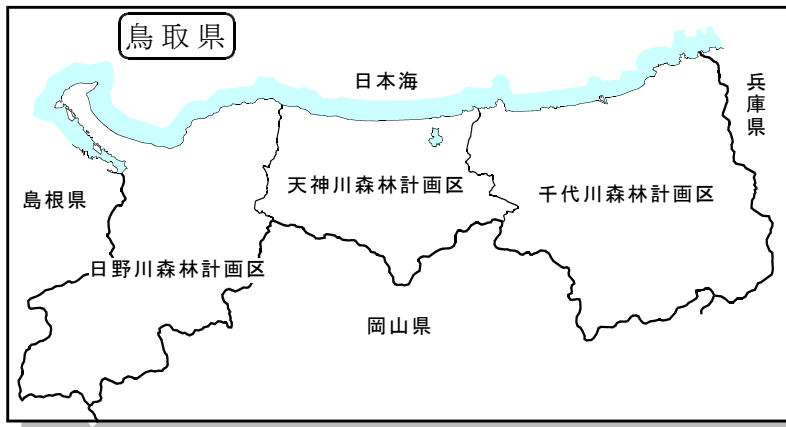 鳥取県
日本海
兵庫県
島根県
天神川森林計画区
千代川森林計画区
日野川森林計画区
岡山県